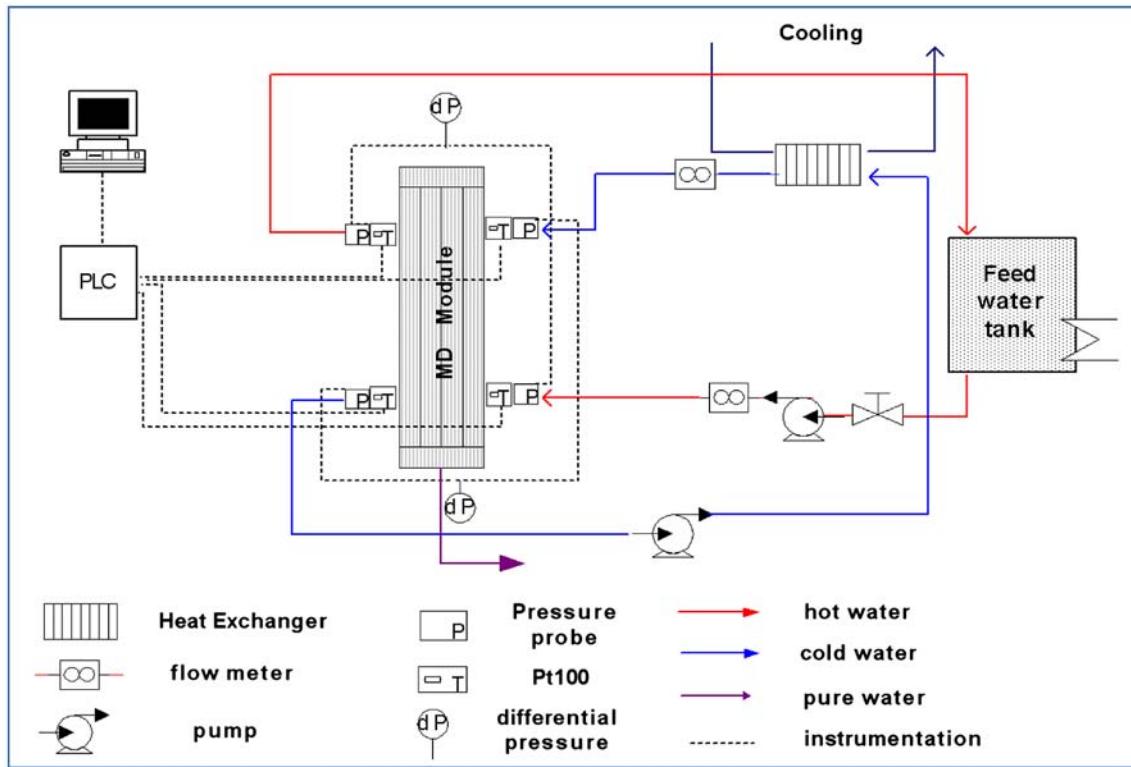 Cooling
dP
P
T
T
P
PLC
MD Module
Feed
water
tank
P
T
T
P
dP
Heat Exchanger
P
Pressure
probe
hot water
flow meter
T
Pt100
cold water
pump
dP
differential
pressure
pure water
instrumentation